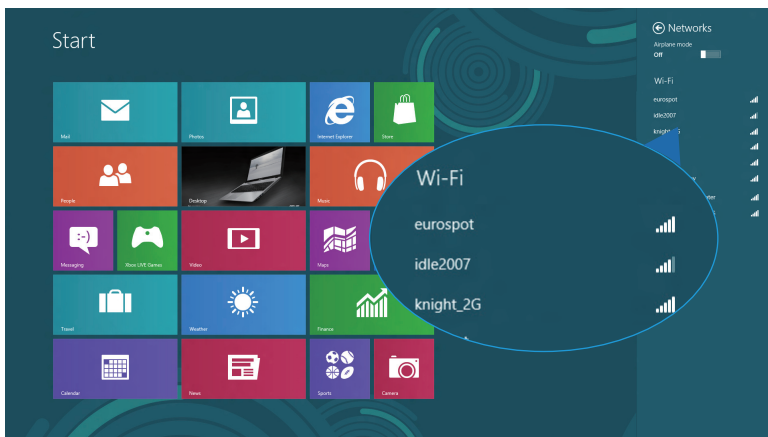 Start
Mail
Photos
Internet Explorer
Store
People
Desktop
Music
Messaging
Xbox LIVE Games
Video
Maps
Travel
Weather
Finance
Calendar
News
Sports
Camera
Networks
Airplane mode
Off
Wi-Fi
eurospot
idle2007
Wi-Fi
eurospot
idle2007
knight_2G